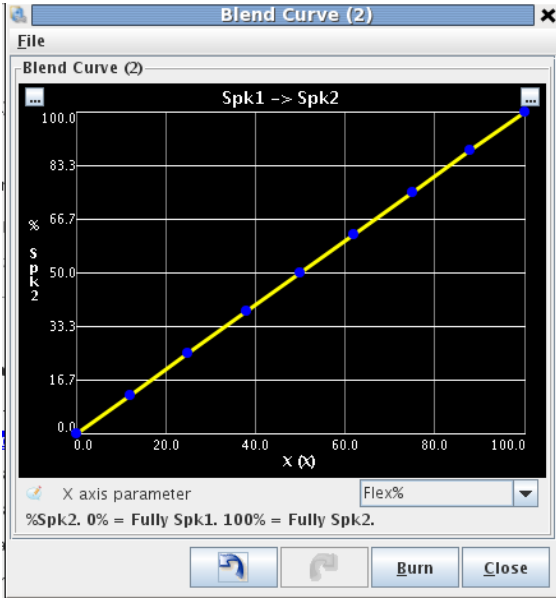 Blend Curve (2)
File
Blend Curve (2)
... Spk1 -> Spk2 ...
100.0
83.3
66.7
50.0
33.3
16.7
0.0
% Spk2
0.0 20.0 40.0 60.0 80.0 100.0
X (X)
X axis parameter Flex%
%Spk2. 0% = Fully Spk1. 100% = Fully Spk2.
Burn Close